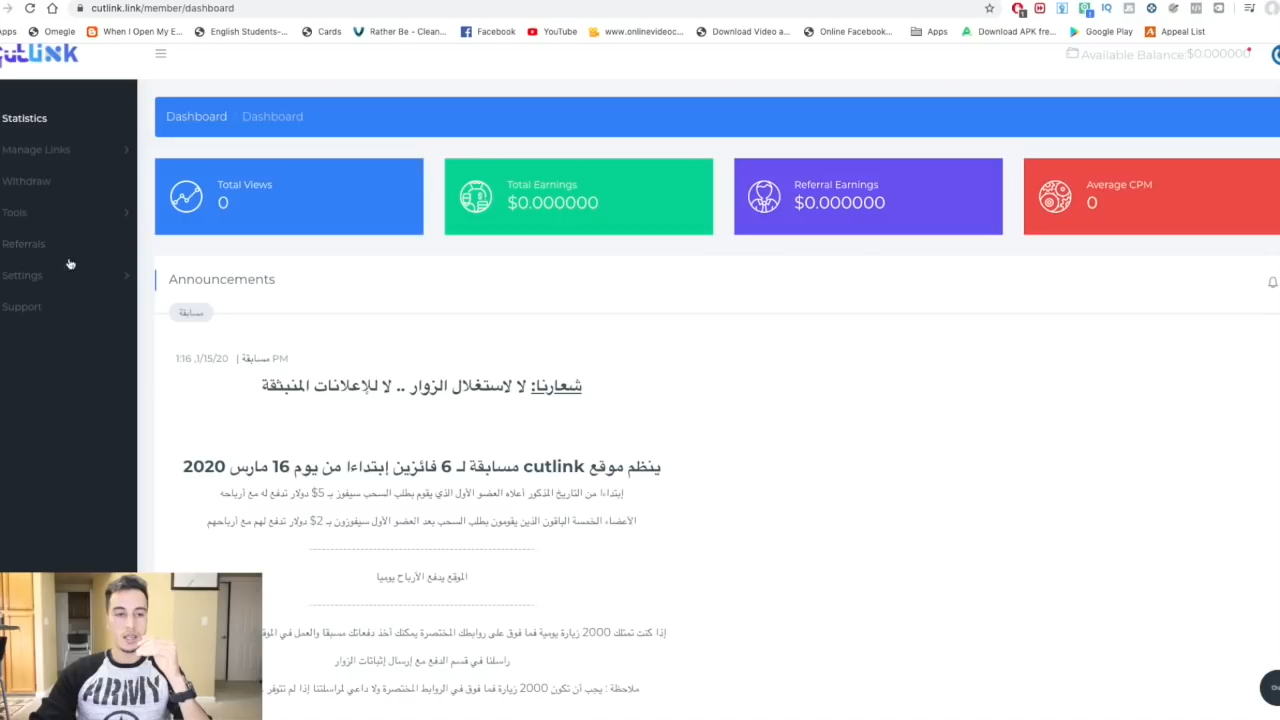 cutlink.link/member/dashboard
Apps
Omegle
When I Open My E...
English Students-...
Cards
Rather Be - Clean...
Facebook
YouTube
www.onlinevideoc...
Download Video a...
Online Facebook...
Apps
Download APK fre...
Google Play
Appeal List
cutlink
Available Balance:$0.000000
Statistics
Manage Links
Withdraw
Tools
Referrals
Settings
Support
Dashboard Dashboard
Total Views
0
Total Earnings
$0.000000
Referral Earnings
$0.000000
Average CPM
0
Announcements
مسابقة
1:16 ,1/15/20 | مسابقة PM
شعارنا: لا لاستغلال الزوار .. لا للإعلانات المنبثقة
ينظم موقع cutlink مسابقة لـ 6 فائزين إبتداءا من يوم 16 مارس 2020
إبتداءا من التاريخ المذكور أعلاه العضو الأول الذي يقوم بطلب السحب سيفوز بـ 5$ دولار تدفع له مع أرباحه
الأعضاء الخمسة الباقون الذين يقومون بطلب السحب بعد العضو الأول سيفوزون بـ 2$ دولار تدفع لهم مع أرباحهم
الموقع يدفع الأرباح يوميا
إذا كنت تمتلك 2000 زيارة يومية فما فوق على روابطك المختصرة يمكنك أخذ دفعاتك مسبقا والعمل في
راسلنا في قسم الدفع مع إرسال إثباتات الزوار
ملاحظة : يجب أن تكون 2000 زيارة فما فوق في الروابط المختصرة ولا داعي لمراسلتنا إذا لم تتوفر
ARMY